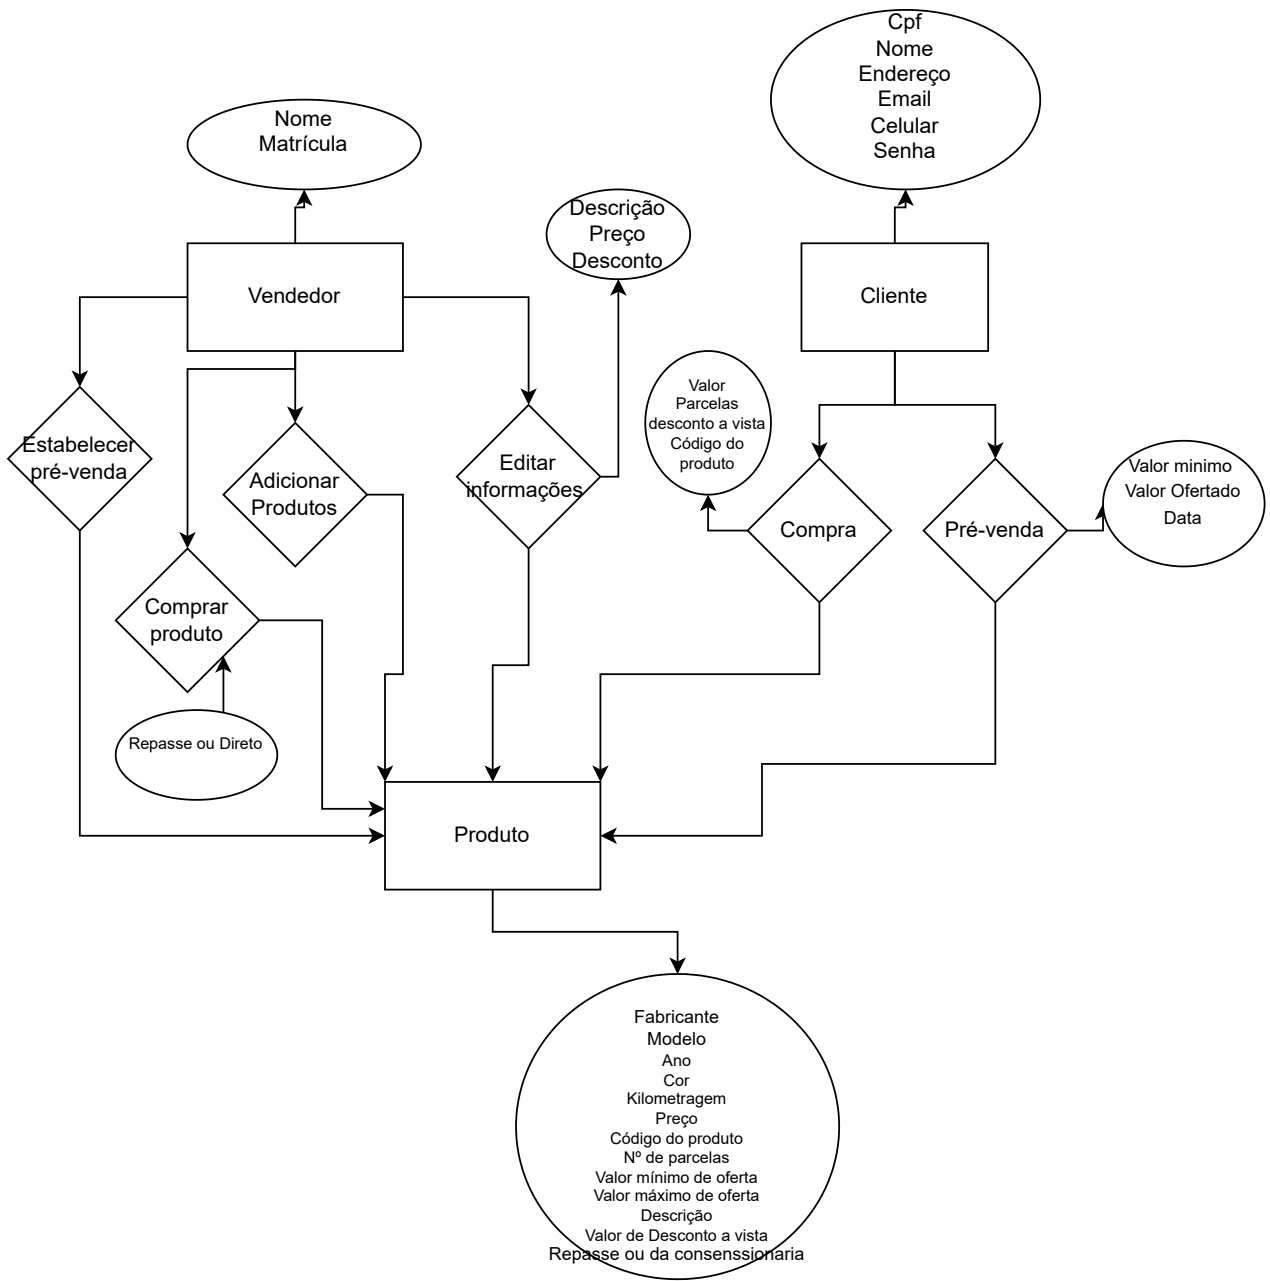 Cpf
Nome
Endereço
Email
Celular
Senha
Nome
Matrícula
Descrição
Preço
Desconto
Vendedor
Cliente
Valor
Parcelas
desconto a vista
Código do
produto
Estabelecer
pré-venda
Adicionar
Produtos
Editar
informações
Compra
Pré-venda
Valor minimo
Valor Ofertado
Data
Comprar
produto
Repasse ou Direto
Produto
Fabricante
Modelo
Ano
Cor
Kilometragem
Preço
Código do produto
Nº de parcelas
Valor mínimo de oferta
Valor máximo de oferta
Descrição
Valor de Desconto a vista
Repasse ou da consenssionaria